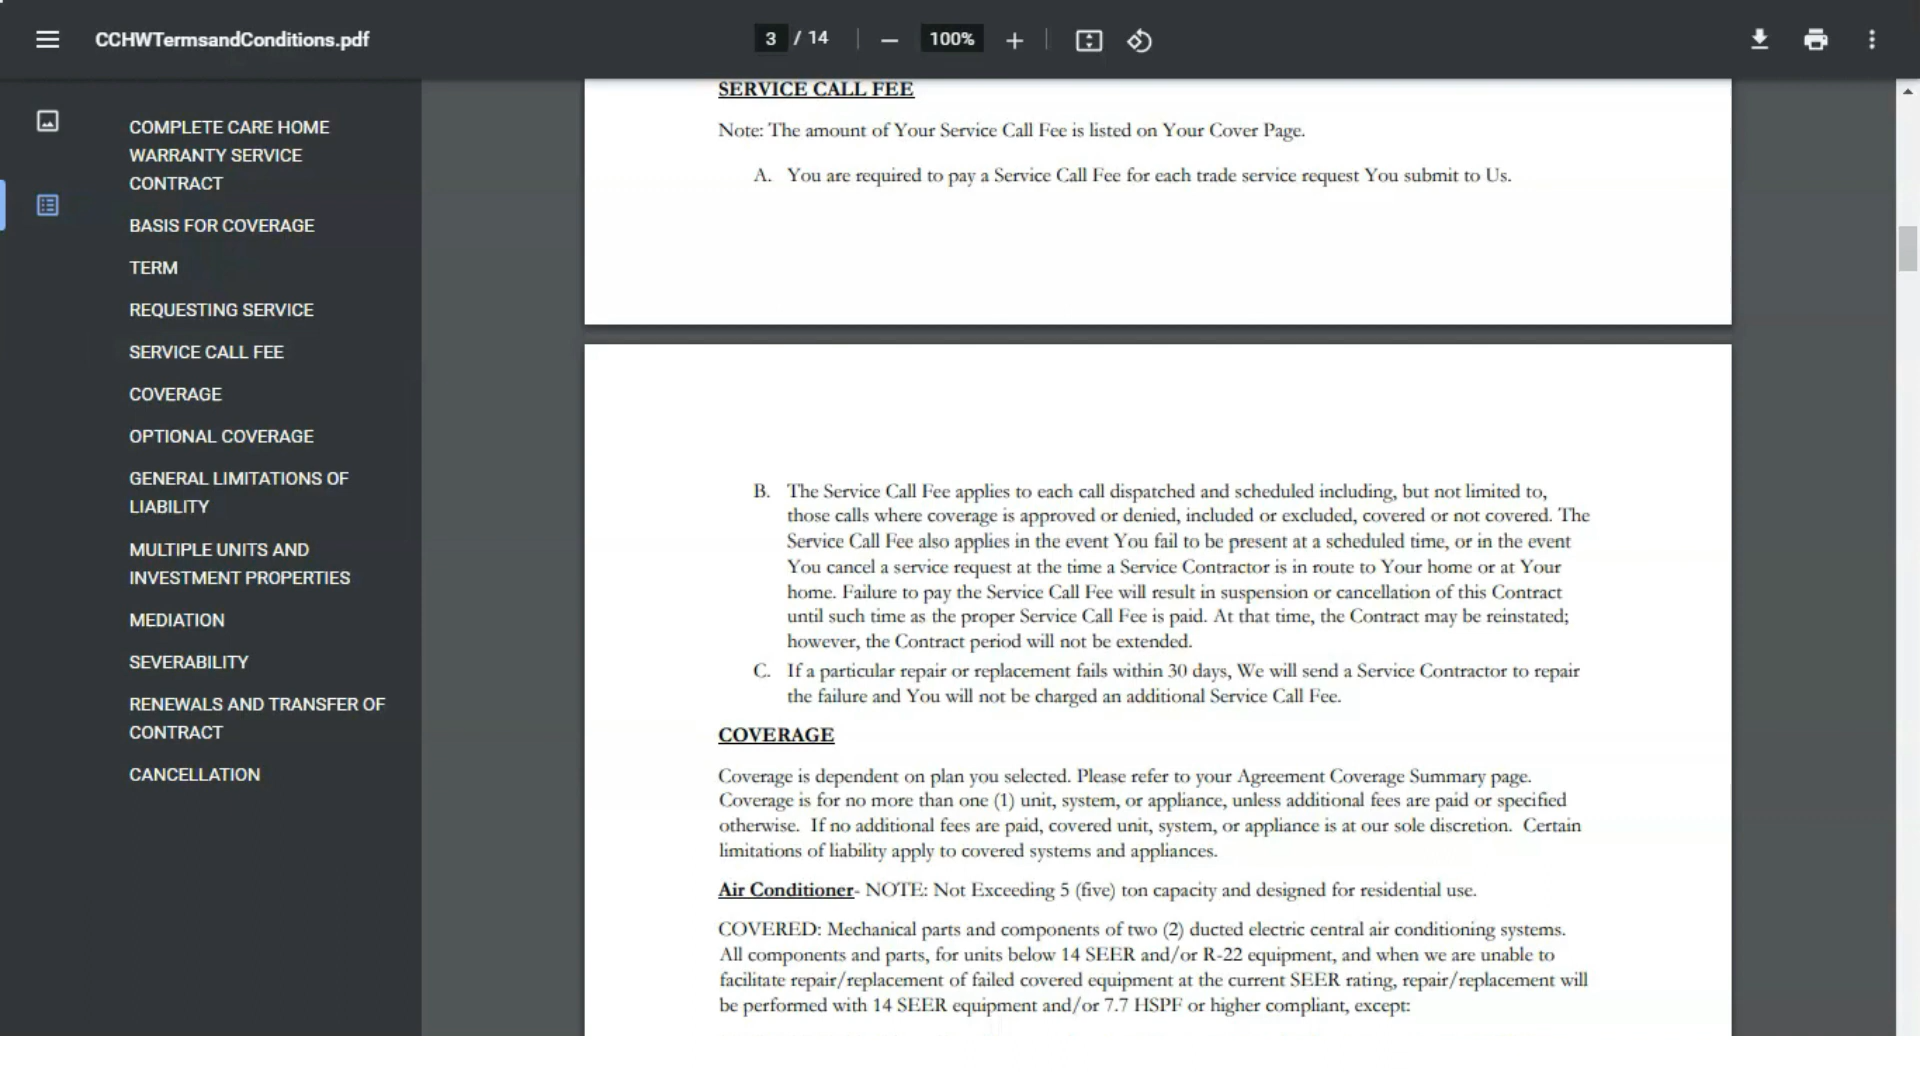 CCHWTermsandConditions.pdf
3 / 14
100%
COMPLETE CARE HOME
WARRANTY SERVICE
CONTRACT
BASIS FOR COVERAGE
TERM
REQUESTING SERVICE
SERVICE CALL FEE
COVERAGE
OPTIONAL COVERAGE
GENERAL LIMITATIONS OF
LIABILITY
MULTIPLE UNITS AND
INVESTMENT PROPERTIES
MEDIATION
SEVERABILITY
RENEWALS AND TRANSFER OF
CONTRACT
CANCELLATION
SERVICE CALL FEE
Note: The amount of Your Service Call Fee is listed on Your Cover Page.
A. You are required to pay a Service Call Fee for each trade service request You submit to Us.
B. The Service Call Fee applies to each call dispatched and scheduled including, but not limited to,
those calls where coverage is approved or denied, included or excluded, covered or not covered. The
Service Call Fee also applies in the event You fail to be present at a scheduled time, or in the event
You cancel a service request at the time a Service Contractor is in route to Your home or at Your
home. Failure to pay the Service Call Fee will result in suspension or cancellation of this Contract
until such time as the proper Service Call Fee is paid. At that time, the Contract may be reinstated;
however, the Contract period will not be extended.
C. If a particular repair or replacement fails within 30 days, We will send a Service Contractor to repair
the failure and You will not be charged an additional Service Call Fee.
COVERAGE
Coverage is dependent on plan you selected. Please refer to your Agreement Coverage Summary page.
Coverage is for no more than one (1) unit, system, or appliance, unless additional fees are paid or specified
otherwise. If no additional fees are paid, covered unit, system, or appliance is at our sole discretion. Certain
limitations of liability apply to covered systems and appliances.
Air Conditioner- NOTE: Not Exceeding 5 (five) ton capacity and designed for residential use.
COVERED: Mechanical parts and components of two (2) ducted electric central air conditioning systems.
All components and parts, for units below 14 SEER and/or R-22 equipment, and when we are unable to
facilitate repair/replacement of failed covered equipment at the current SEER rating, repair/replacement will
be performed with 14 SEER equipment and/or 7.7 HSPF or higher compliant, except: